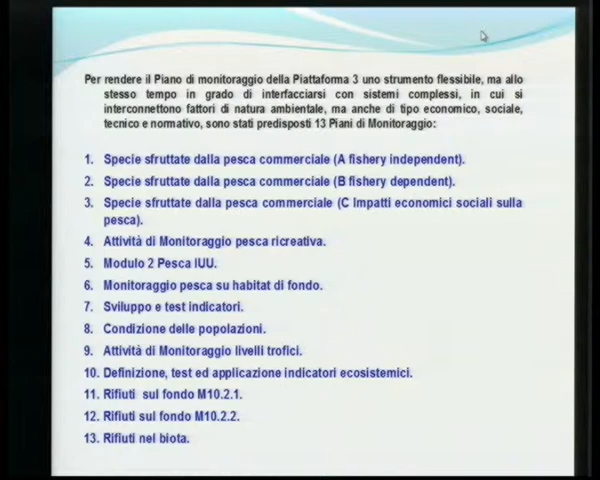 Per rendere il Piano di monitoraggio della Piattaforma 3 uno strumento flessibile, ma allo
stesso tempo in grado di interfacciarsi con sistemi complessi, in cui si
interconnettono fattori di natura ambientale, ma anche di tipo economico, sociale,
tecnico e normativo, sono stati predisposti 13 Piani di Monitoraggio:
1. Specie sfruttate dalla pesca commerciale (A fishery independent).
2. Specie sfruttate dalla pesca commerciale (B fishery dependent).
3. Specie sfruttate dalla pesca commerciale (C Impatti economici sociali sulla
pesca).
4. Attività di Monitoraggio pesca ricreativa.
5. Modulo 2 Pesca IUU.
6. Monitoraggio pesca su habitat di fondo.
7. Sviluppo e test indicatori.
8. Condizione delle popolazioni.
9. Attività di Monitoraggio livelli trofici.
10. Definizione, test ed applicazione indicatori ecosistemici.
11. Rifiuti sul fondo M10.2.1.
12. Rifiuti sul fondo M10.2.2.
13. Rifiuti nel biota.